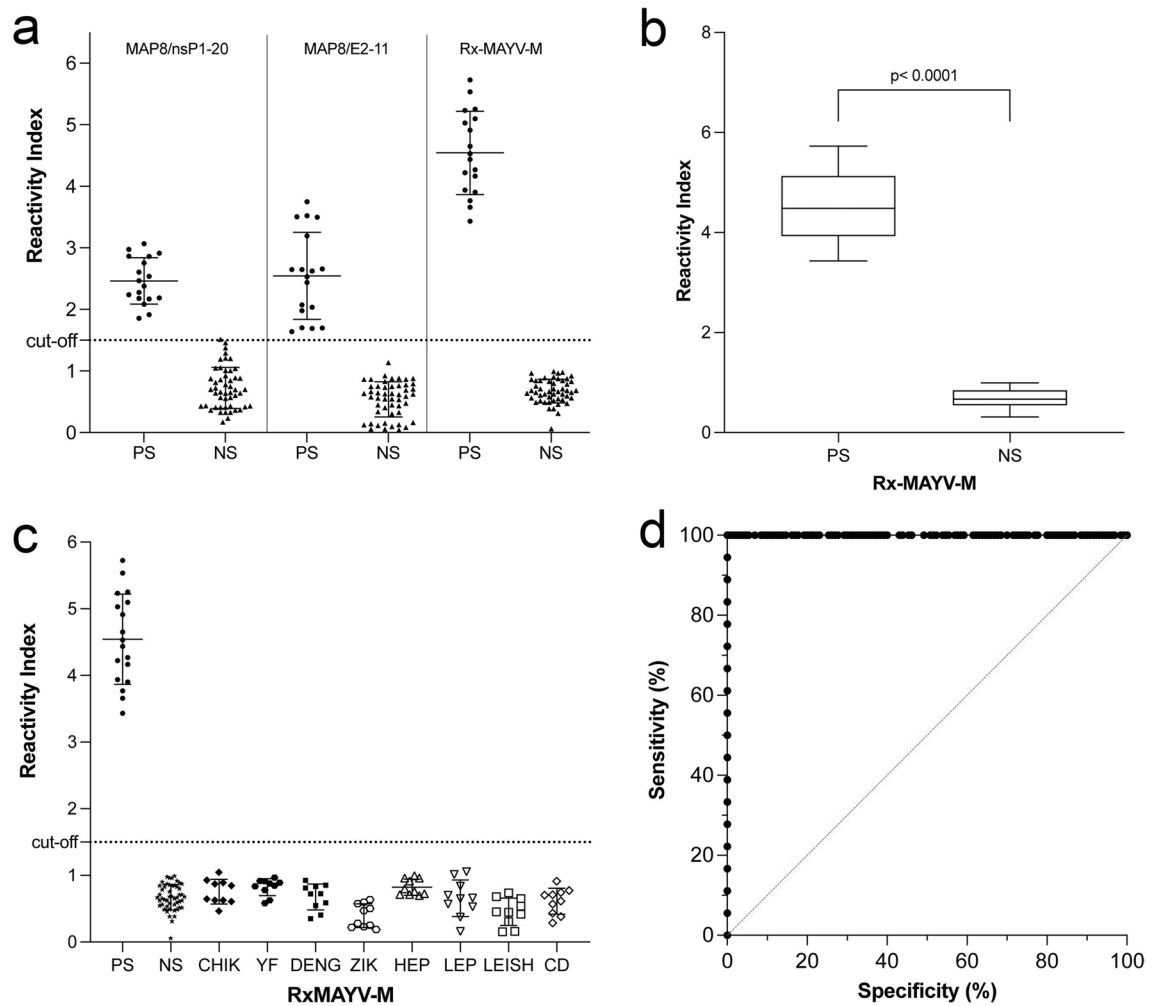 a
MAP8/nsP1-20 MAP8/E2-11 Rx-MAYV-M
Reactivity Index
6
5
4
3
2
cut-off
1
0
PS NS PS NS PS NS
b
p< 0.0001
Reactivity Index
8
6
4
2
0
PS NS
Rx-MAYV-M
c
Reactivity Index
6
5
4
3
2
cut-off
1
0
PS NS CHIK YF DENG ZIK HEP LEP LEISH CD
RxMAYV-M
d
Sensitivity (%)
100
80
60
40
20
0
0 20 40 60 80 100
Specificity (%)